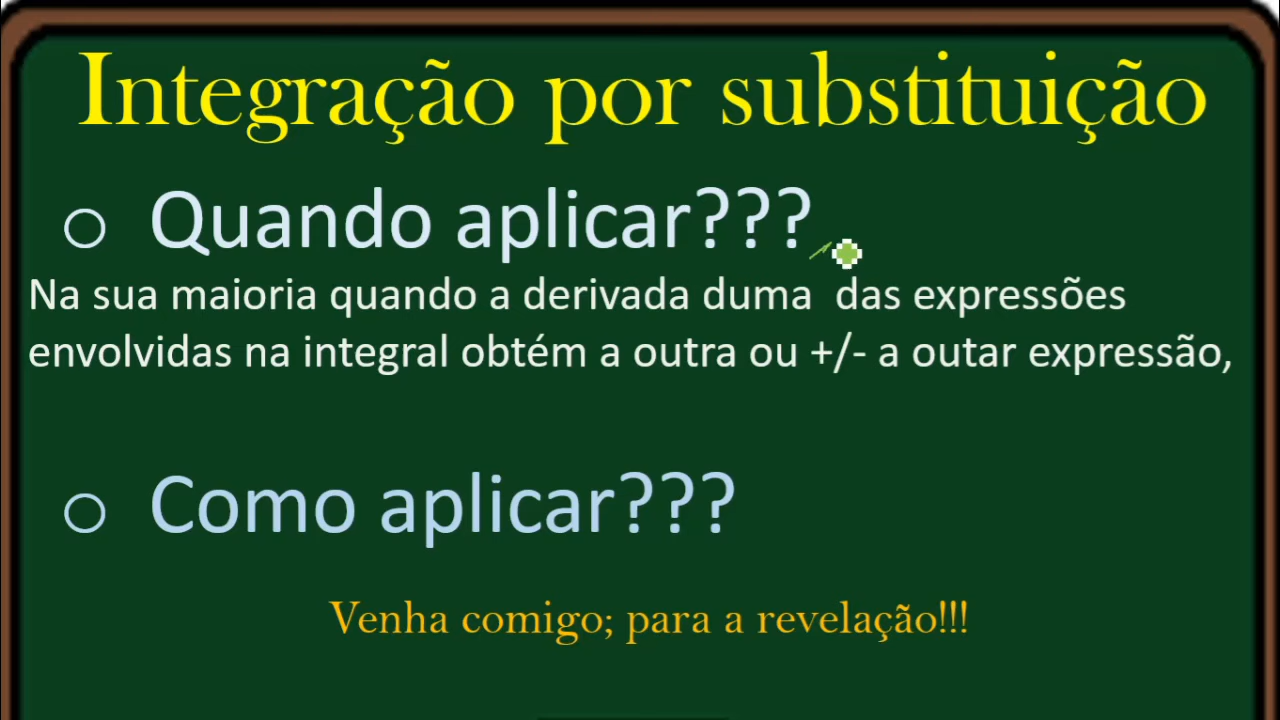 Integração por substituição
o Quando aplicar???
Na sua maioria quando a derivada duma das expressões
envolvidas na integral obtém a outra ou +/- a outar expressão,
o Como aplicar???
Venha comigo; para a revelação!!!